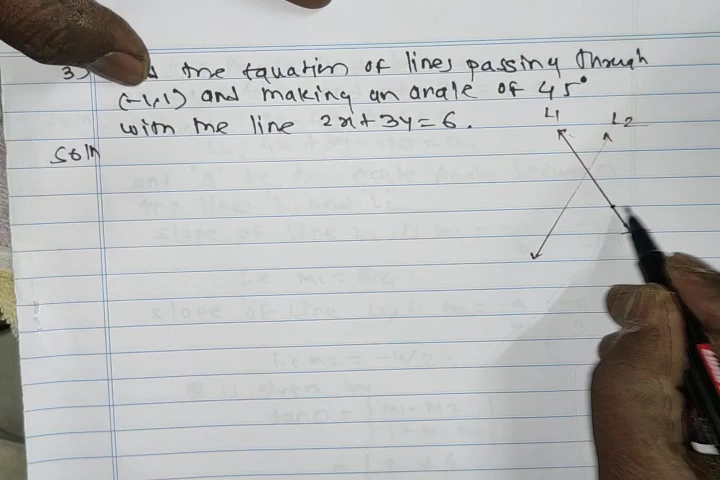 3) the Equation of lines passing through
(-1,1) and making an angle of 45°
with the line 2x+3y=6.
L1 L2
Soln